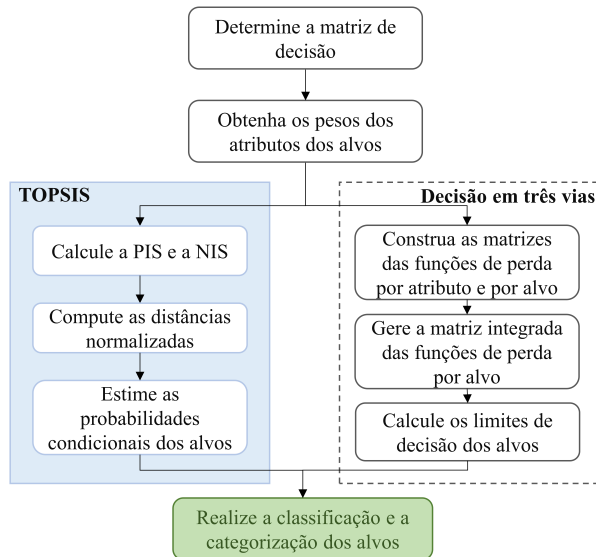 Determine a matriz de
decisão
Obtenha os pesos dos
atributos dos alvos
TOPSIS
Calcule a PIS e a NIS
Compute as distâncias
normalizadas
Estime as
probabilidades
condicionais dos alvos
Decisão em três vias
Construa as matrizes
das funções de perda
por atributo e por alvo
Gere a matriz integrada
das funções de perda
por alvo
Calcule os limites de
decisão dos alvos
Realize a classificação e a
categorização dos alvos